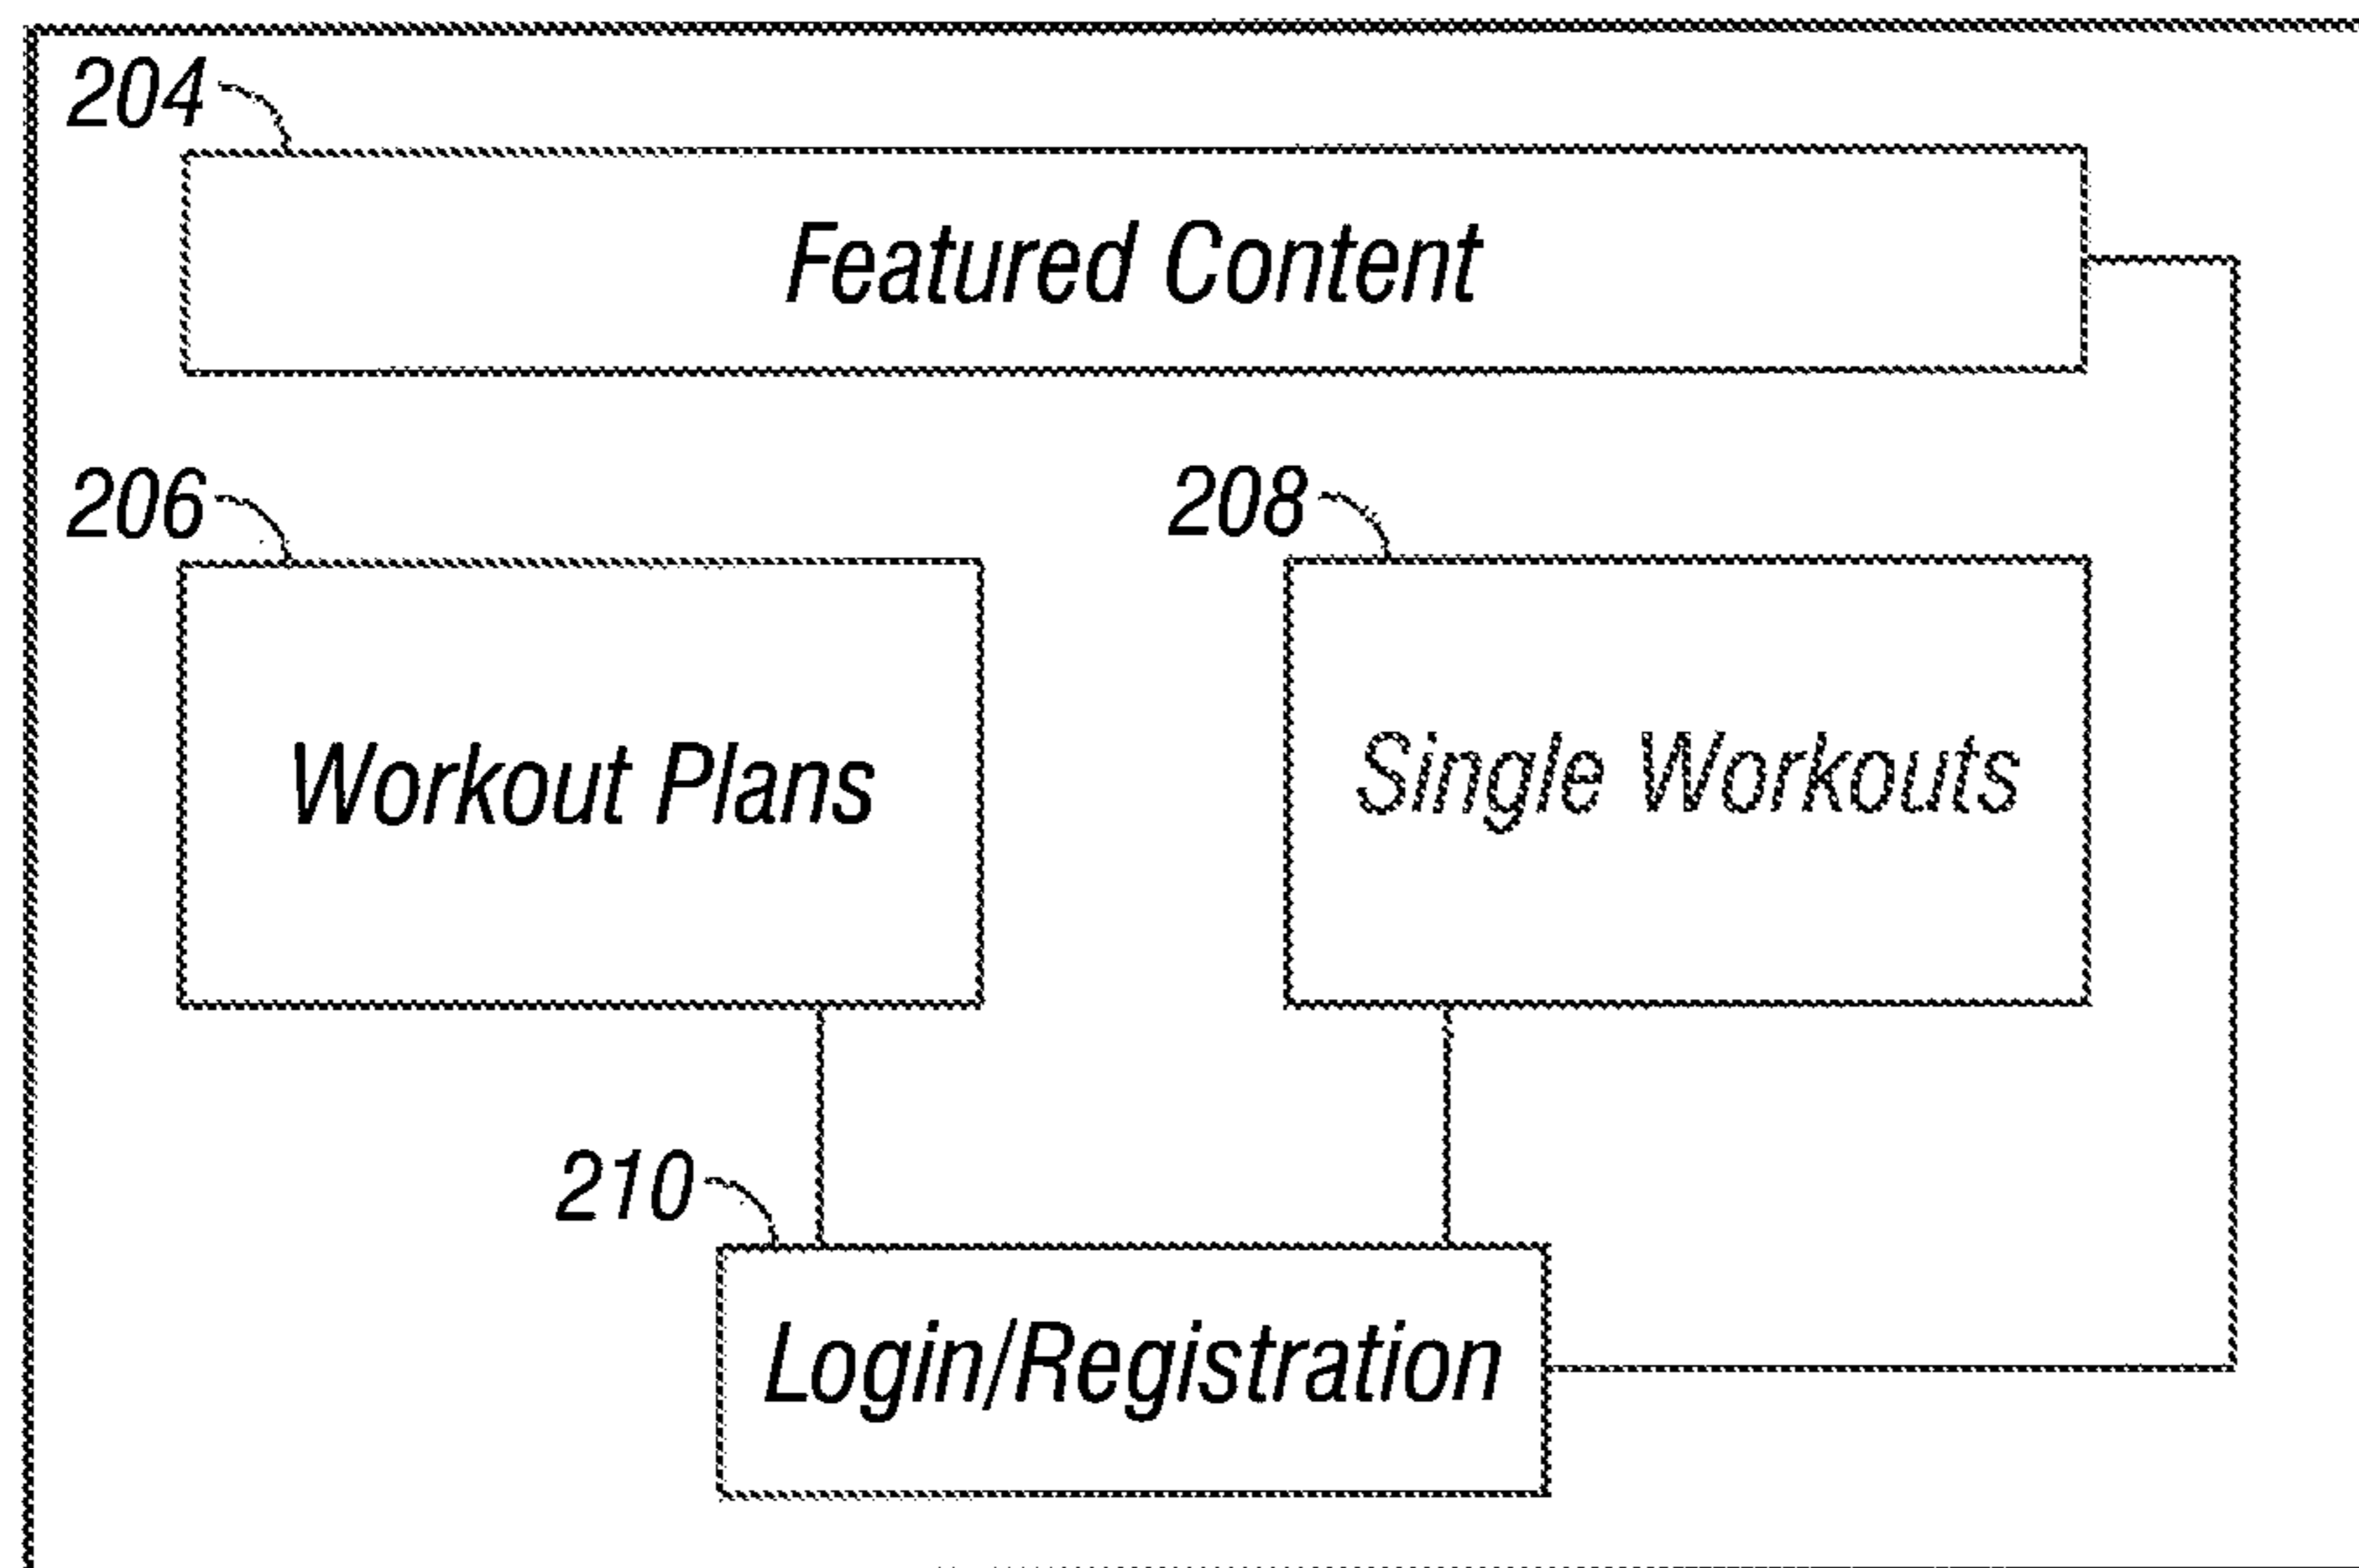 204
Featured Content
206
208
Workout Plans
Single Workouts
210
Login/Registration